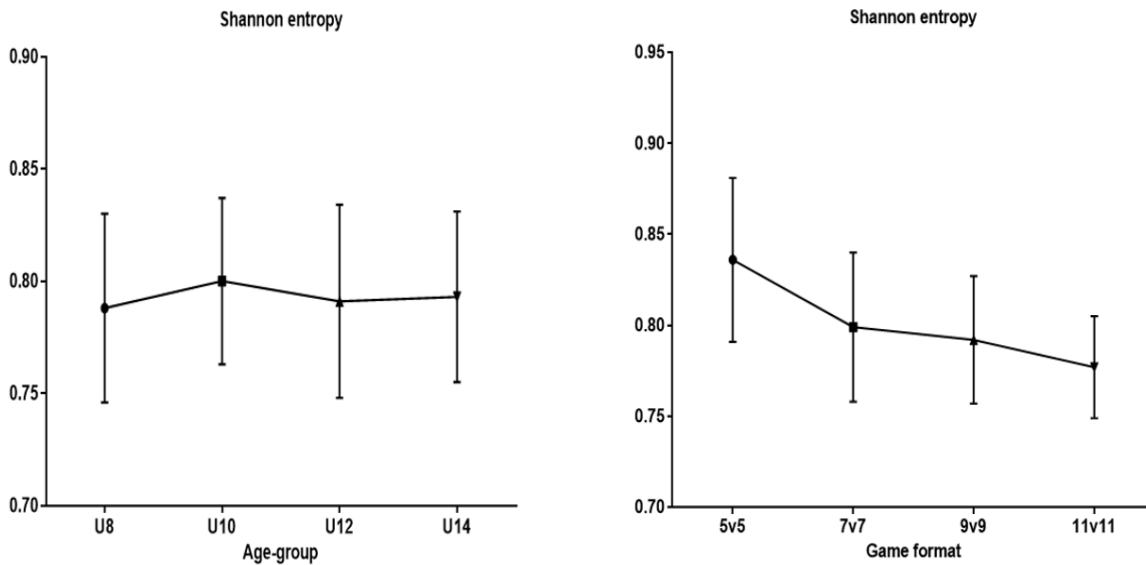 Shannon entropy
0.90
0.85
0.80
0.75
0.70
U8 U10 U12 U14
Age-group
Shannon entropy
0.95
0.90
0.85
0.80
0.75
0.70
5v5 7v7 9v9 11v11
Game format